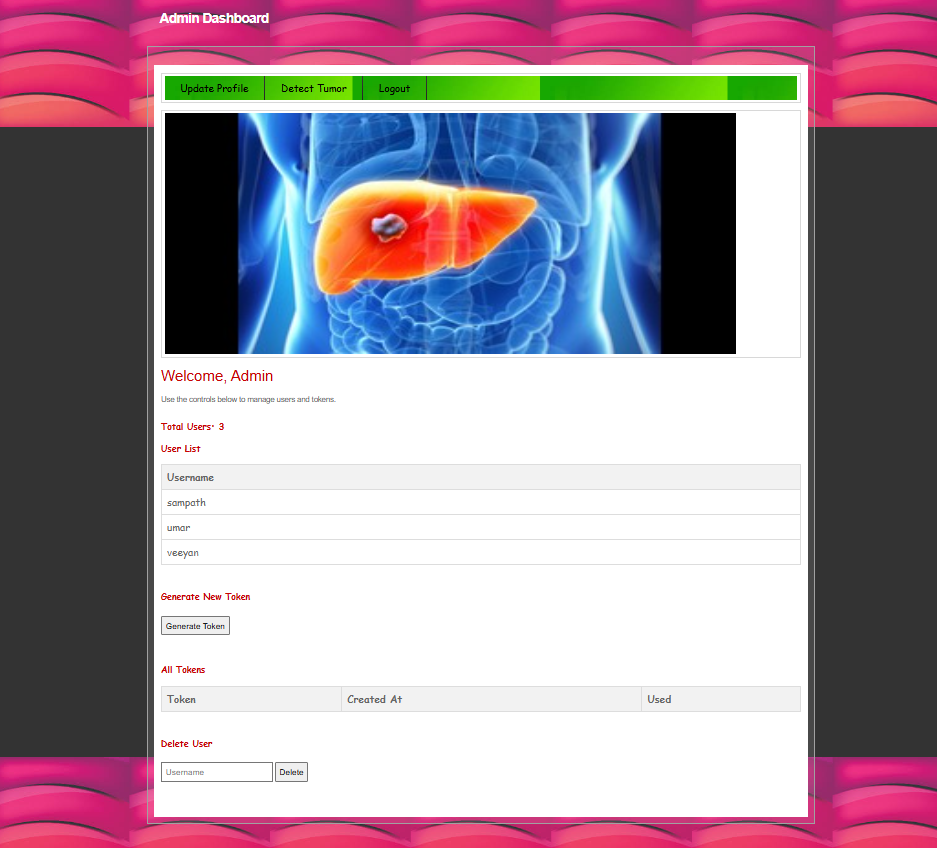 Admin Dashboard
Update Profile Detect Tumor Logout
Welcome, Admin
Use the controls below to manage users and tokens.
Total Users: 3
User List
Username
sampath
umar
veeyan
Generate New Token
Generate Token
All Tokens
Token Created At Used
Delete User
Username Delete